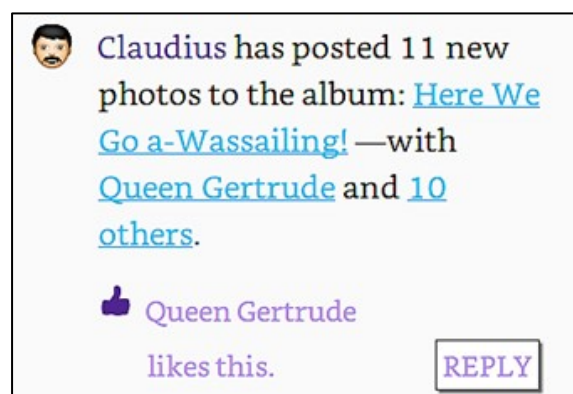 Claudius has posted 11 new
photos to the album: Here We
Go a-Wassailing! —with
Queen Gertrude and 10
others.
Queen Gertrude
likes this.
REPLY